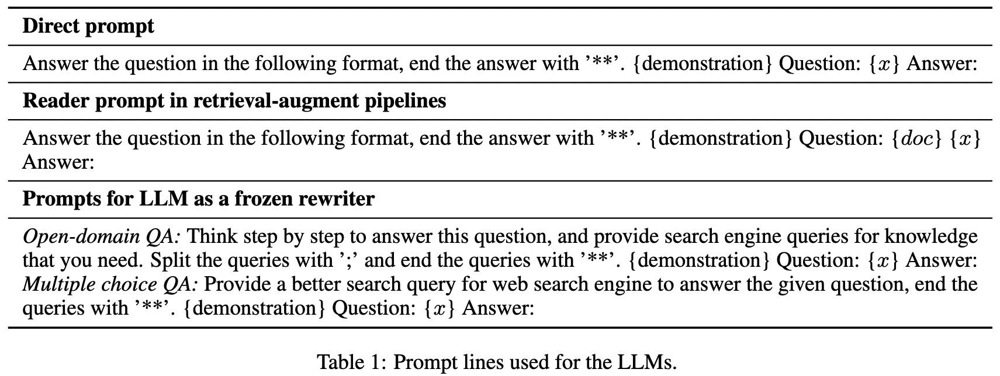 Direct prompt
Answer the question in the following format, end the answer with ’**’. {demonstration} Question: {x} Answer:
Reader prompt in retrieval-augment pipelines
Answer the question in the following format, end the answer with ’**’. {demonstration} Question: {doc} {x}
Answer:
Prompts for LLM as a frozen rewriter
Open-domain QA: Think step by step to answer this question, and provide search engine queries for knowledge
that you need. Split the queries with ’;’ and end the queries with ’**’. {demonstration} Question: {x} Answer:
Multiple choice QA: Provide a better search query for web search engine to answer the given question, end the
queries with ’**’. {demonstration} Question: {x} Answer:
Table 1: Prompt lines used for the LLMs.